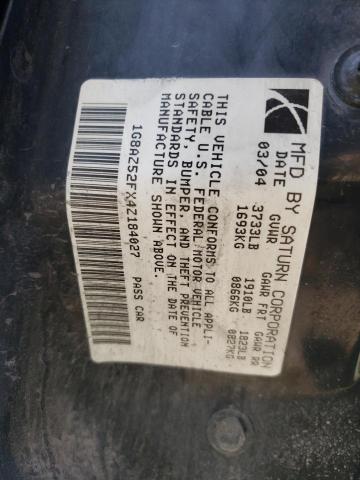 MFD BY SATURN CORPORATION
DATE GVWR GAWR FRT GAWR RR
03/04 3733LB 1910LB 1823LB
1693KG 0866KG 0827KG
THIS VEHICLE CONFORMS TO ALL APPLI-
CABLE U.S. FEDERAL MOTOR VEHICLE
SAFETY, BUMPER, AND THEFT PREVENTION
STANDARDS IN EFFECT ON THE DATE OF
MANUFACTURE SHOWN ABOVE.
1G8AZ52FX4Z184027 PASS CAR